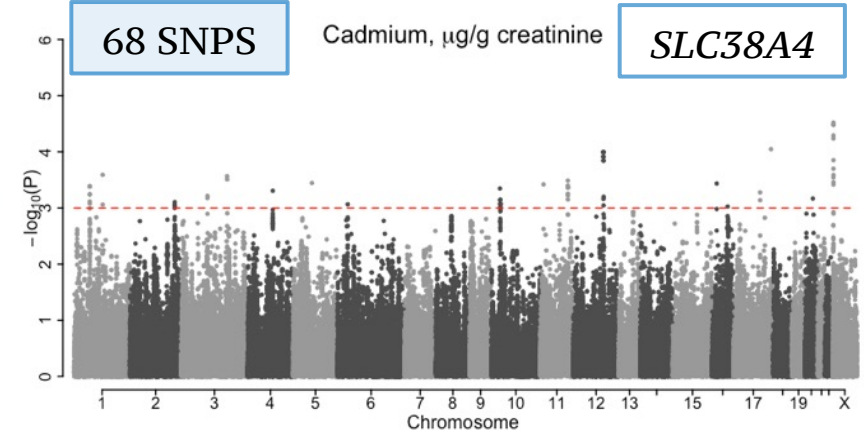 68 SNPS
Cadmium, μg/g creatinine
SLC38A4
−log10(P)
6
5
4
3
2
1
0
1 2 3 4 5 6 7 8 9 10 11 12 13 15 17 19 X
Chromosome